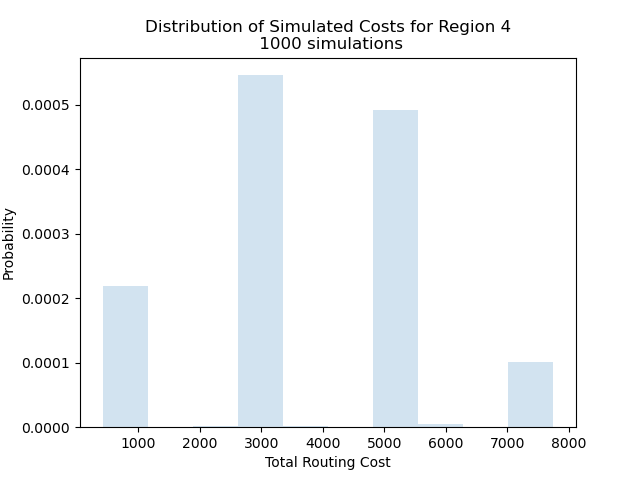 Distribution of Simulated Costs for Region 4
1000 simulations
Probability
0.0005
0.0004
0.0003
0.0002
0.0001
0.0000
1000 2000 3000 4000 5000 6000 7000 8000
Total Routing Cost